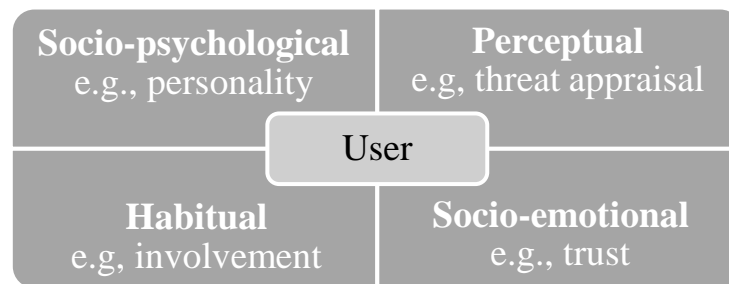 Socio-psychological
e.g., personality
Perceptual
e.g, threat appraisal
User
Habitual
e.g, involvement
Socio-emotional
e.g., trust